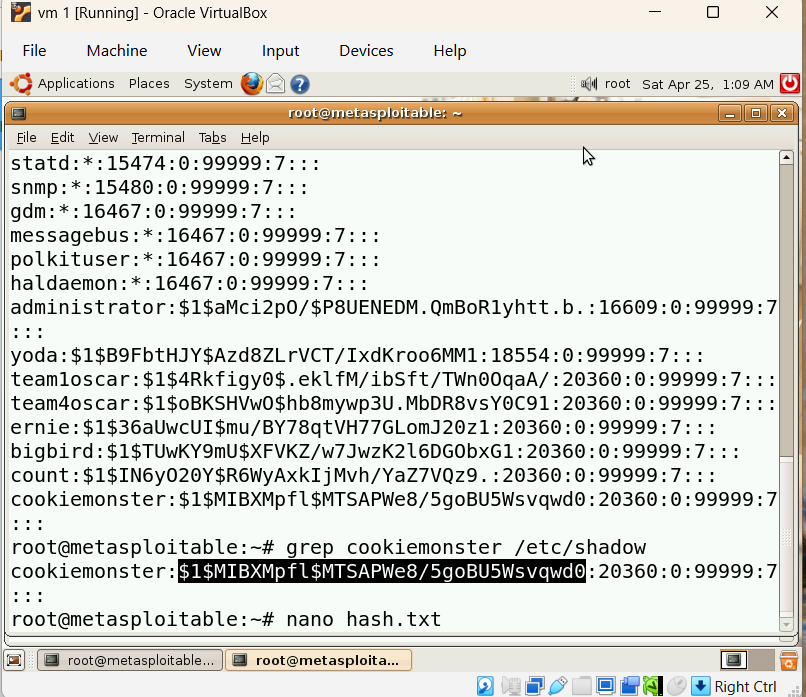 vm 1 [Running] - Oracle VirtualBox
File Machine View Input Devices Help
Applications Places System root Sat Apr 25, 1:09 AM
root@metasploitable: ~
File Edit View Terminal Tabs Help
statd:*:15474:0:99999:7:::
snmp:*:15480:0:99999:7:::
gdm:*:16467:0:99999:7:::
messagebus:*:16467:0:99999:7:::
polkituser:*:16467:0:99999:7:::
haldaemon:*:16467:0:99999:7:::
administrator:$1$aMci2pO/$P8UENEDM.QmBoR1yhtt.b.:16609:0:99999:7
:::
yoda:$1$B9FbtHJY$Azd8ZLrVCT/IxdKroo6MM1:18554:0:99999:7:::
team1oscar:$1$4Rkfigy0$.eklfM/ibSft/TWn0OqaA/:20360:0:99999:7:::
team4oscar:$1$oBKSHVwO$hb8mywp3U.MbDR8vsY0C91:20360:0:99999:7:::
ernie:$1$36aUwcUI$mu/BY78qtVH77GLomJ20z1:20360:0:99999:7:::
bigbird:$1$TUwKY9mU$XFVKZ/w7JwzK2l6DGObxG1:20360:0:99999:7:::
count:$1$IN6yO20Y$R6WyAxkIjMvh/YaZ7VQz9.:20360:0:99999:7:::
cookiemonster:$1$MIBXMpfl$MTSAPWe8/5goBU5Wsvqwd0:20360:0:99999:7
:::
root@metasploitable:~# grep cookiemonster /etc/shadow
cookiemonster:$1$MIBXMpfl$MTSAPWe8/5goBU5Wsvqwd0:20360:0:99999:7
:::
root@metasploitable:~# nano hash.txt
root@metasploitable... root@metasploita...
Right Ctrl